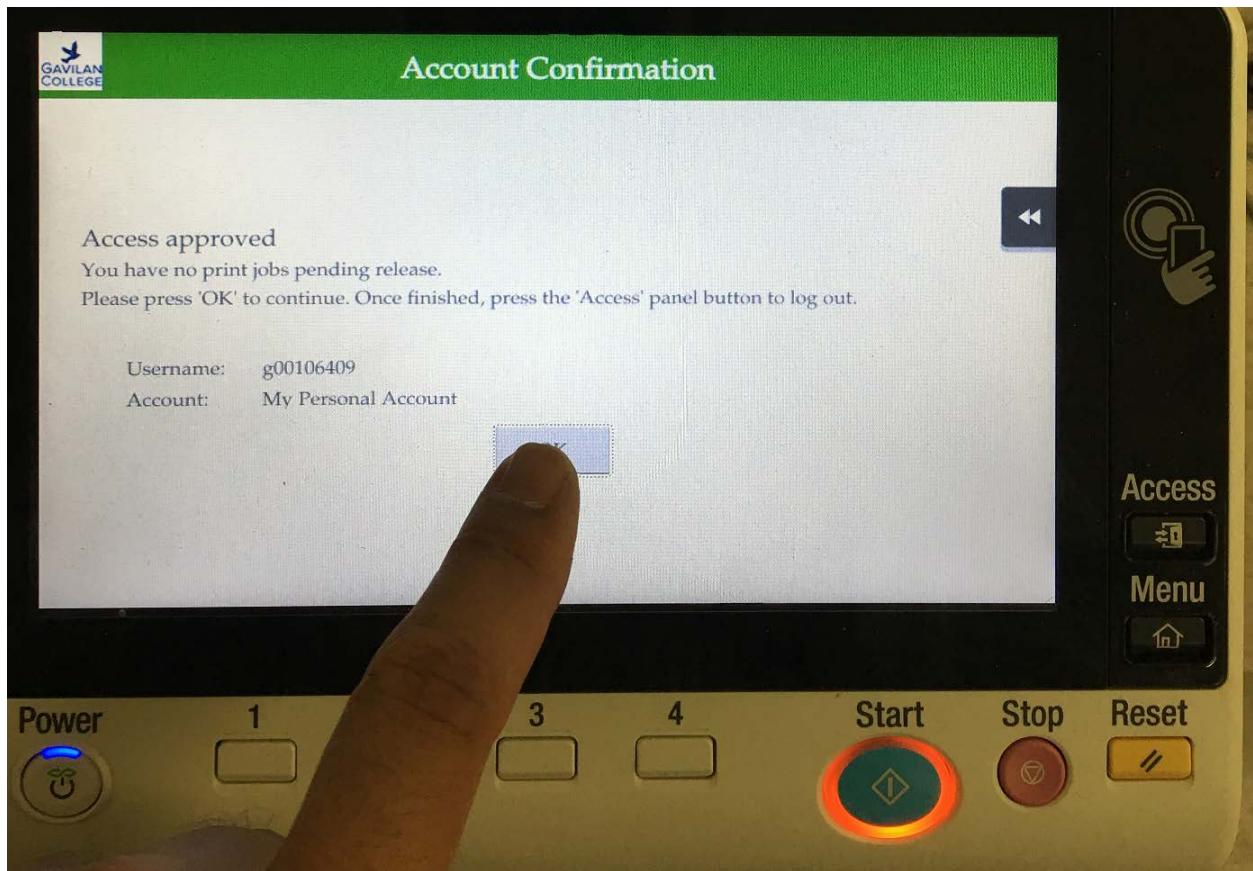 GAVILAN
COLLEGE
Account Confirmation
Access approved
You have no print jobs pending release.
Please press 'OK' to continue. Once finished, press the 'Access' panel button to log out.
Username: g00106409
Account: My Personal Account
Access
Menu
Power 1 3 4 Start Stop Reset